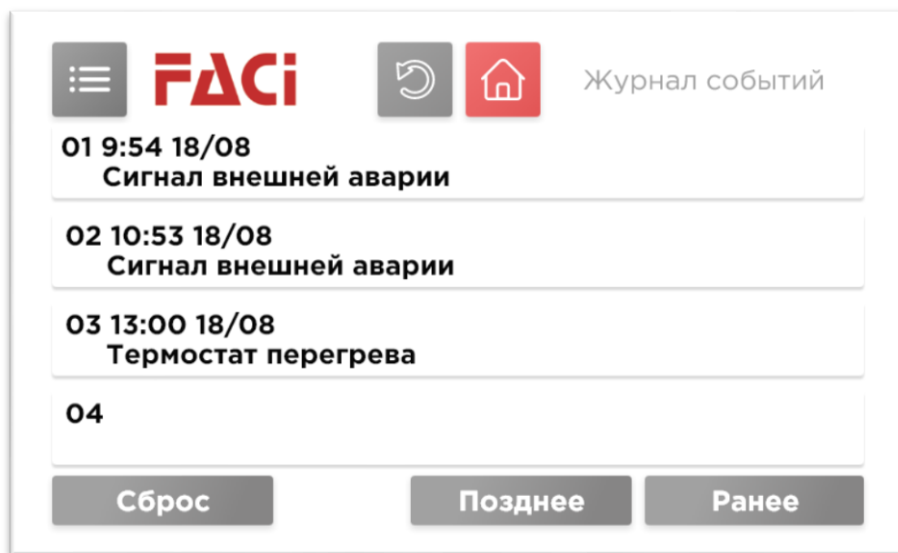 FACi
Журнал событий
01 9:54 18/08
Сигнал внешней аварии
02 10:53 18/08
Сигнал внешней аварии
03 13:00 18/08
Термостат перегрева
04
Сброс
Позднее
Ранее